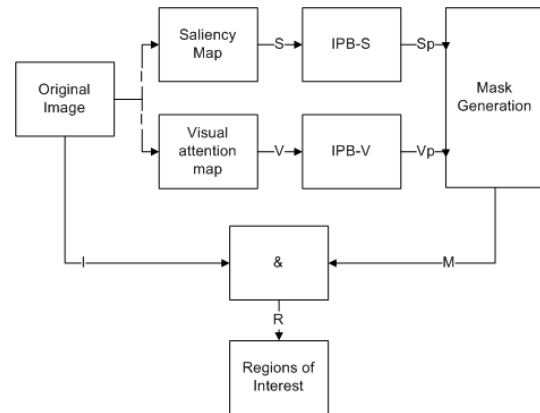 Saliency
Map
S
IPB-S
Sp
Mask
Generation
Original
Image
Visual
attention
map
V
IPB-V
Vp
I
&
M
R
Regions of
Interest